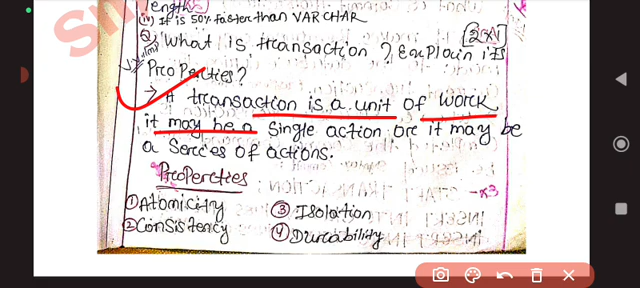 length
(iv) It is 50% faster than VARCHAR
Q) What is transaction? Explain its [2XV]
Properties?
→ A transaction is a unit of work
it may be a single action or it may be
a Series of actions.
Properties
① Atomicity ③ Isolation
② Consistency ④ Durability